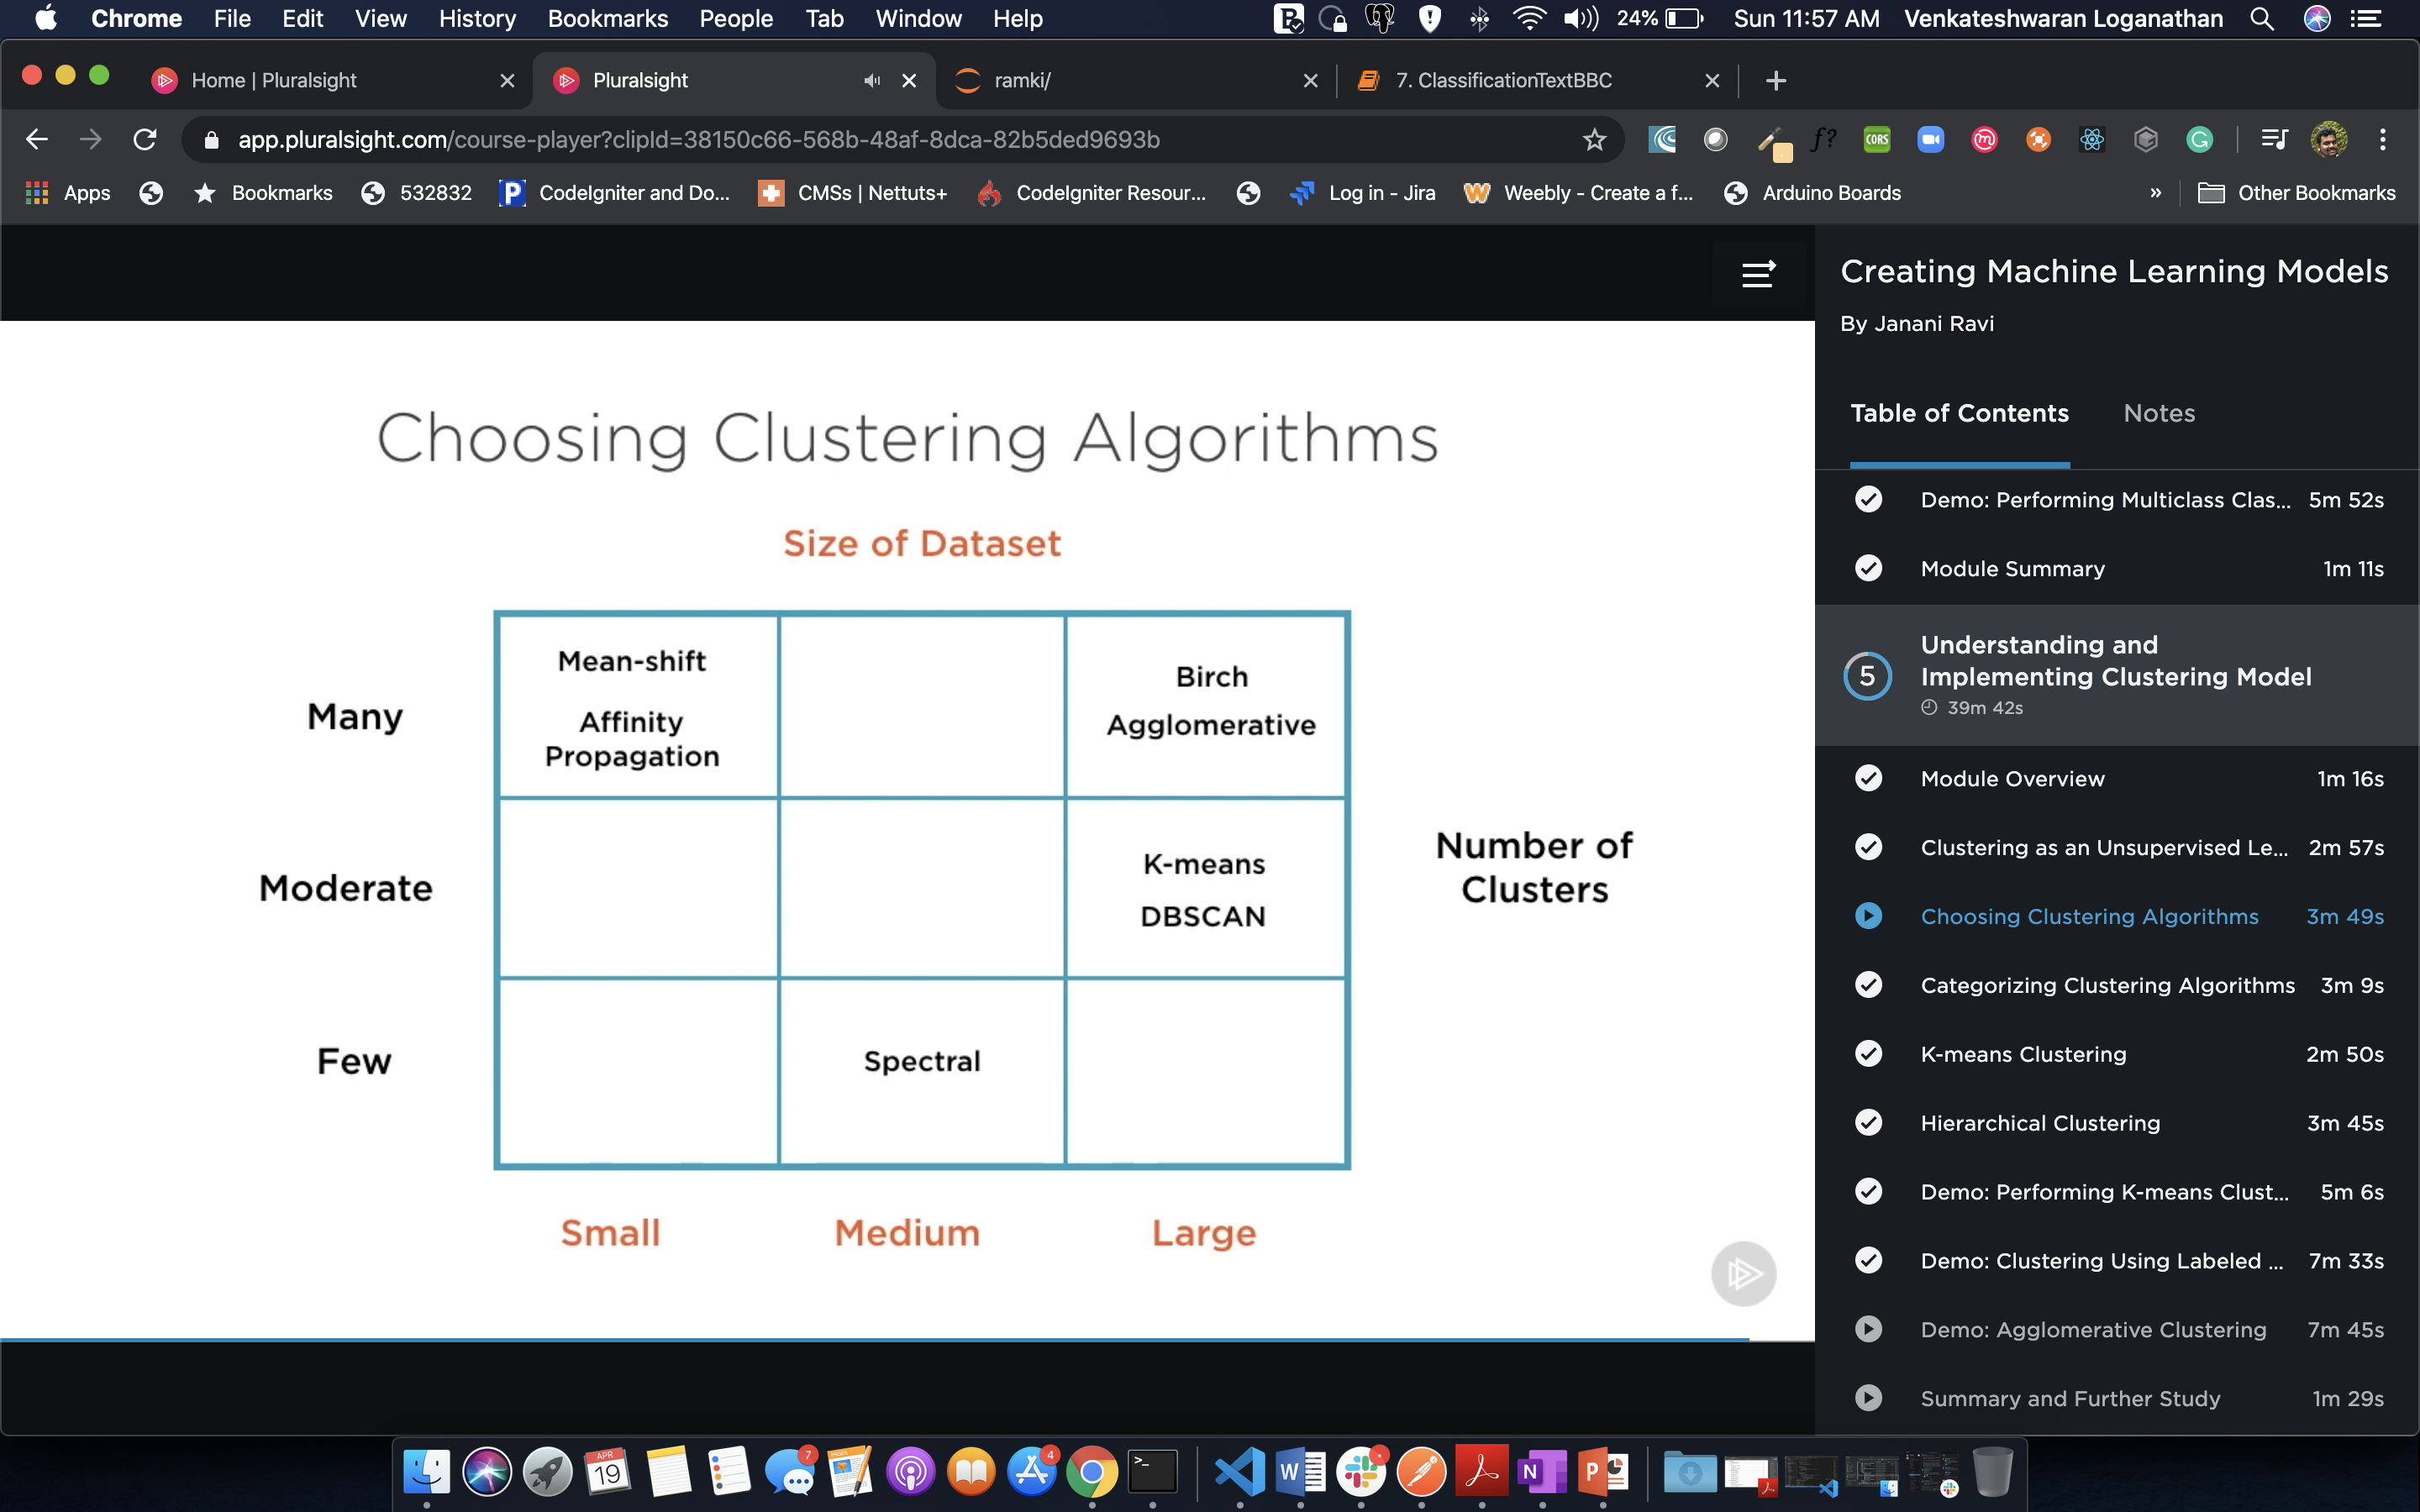 Chrome File Edit View History Bookmarks People Tab Window Help 24% Sun 11:57 AM Venkateshwaran Loganathan
Home | Pluralsight
Pluralsight
ramki/
7. ClassificationTextBBC
app.pluralsight.com/course-player?clipId=38150c66-568b-48af-8dca-82b5ded9693b
f?
CORS
Apps Bookmarks 532832 CodeIgniter and Do... CMSs | Nettuts+ CodeIgniter Resour... Log in - Jira Weebly - Create a f... Arduino Boards » Other Bookmarks
Creating Machine Learning Models
By Janani Ravi
Table of Contents Notes
Demo: Performing Multiclass Clas... 5m 52s
Module Summary 1m 11s
5
Understanding and
Implementing Clustering Model
39m 42s
Module Overview 1m 16s
Clustering as an Unsupervised Le... 2m 57s
Choosing Clustering Algorithms 3m 49s
Categorizing Clustering Algorithms 3m 9s
K-means Clustering 2m 50s
Hierarchical Clustering 3m 45s
Demo: Performing K-means Clust... 5m 6s
Demo: Clustering Using Labeled ... 7m 33s
Demo: Agglomerative Clustering 7m 45s
Summary and Further Study 1m 29s
Choosing Clustering Algorithms
Size of Dataset
Many
Mean-shift
Affinity
Propagation
Birch
Agglomerative
Moderate
K-means
DBSCAN
Number of
Clusters
Few
Spectral
Small Medium Large
APR
19
7
4